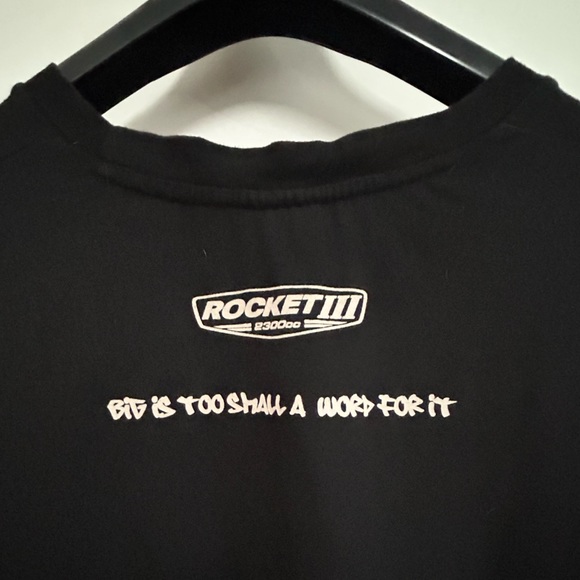 ROCKET III
2300cc
BIG IS TOO SMALL A WORD FOR IT